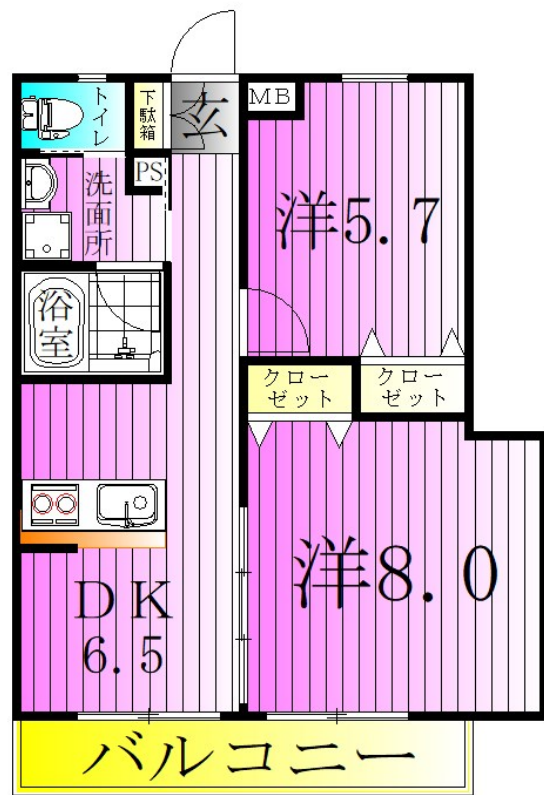 トイレ
下駄箱
玄
MB
PS
洗面所
洋5.7
浴室
クロー
ゼット
クロー
ゼット
洋8.0
DK
6.5
バルコニー